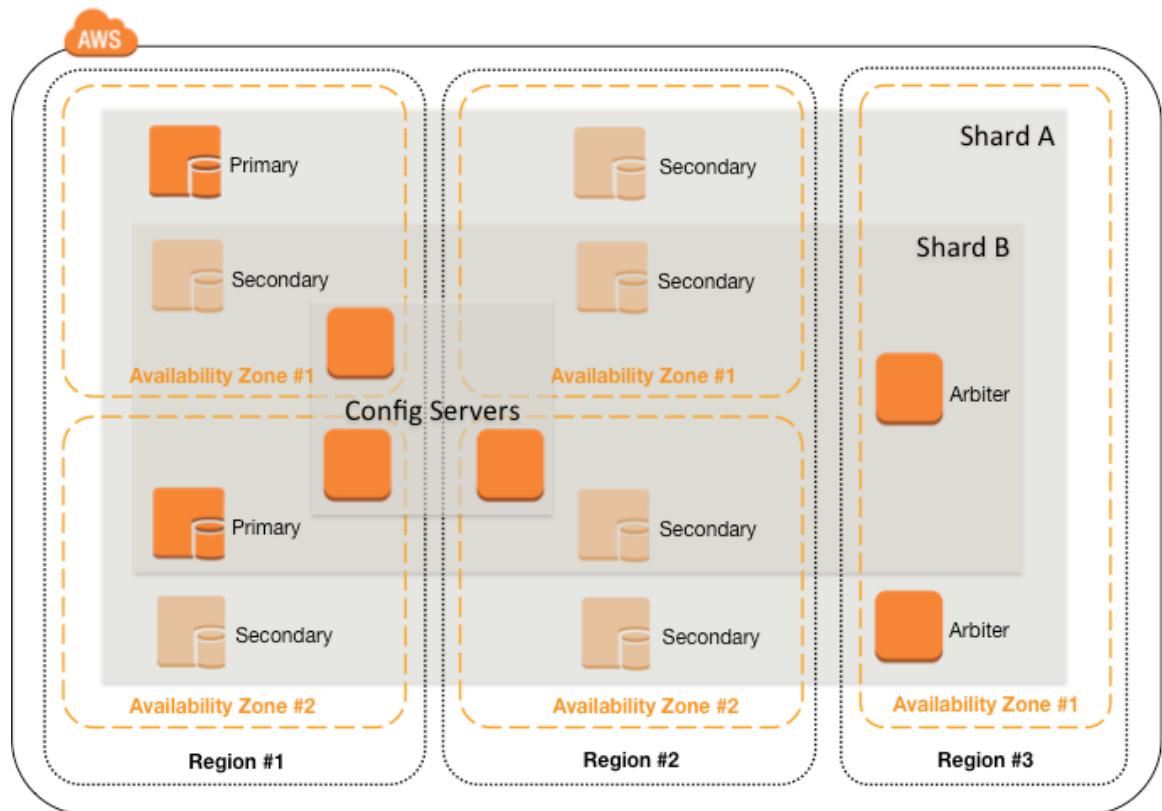 AWS
Primary
Secondary
Shard A
Secondary
Secondary
Shard B
Availability Zone #1
Availability Zone #1
Arbiter
Config Servers
Primary
Secondary
Secondary
Secondary
Arbiter
Availability Zone #2
Availability Zone #2
Availability Zone #1
Region #1
Region #2
Region #3